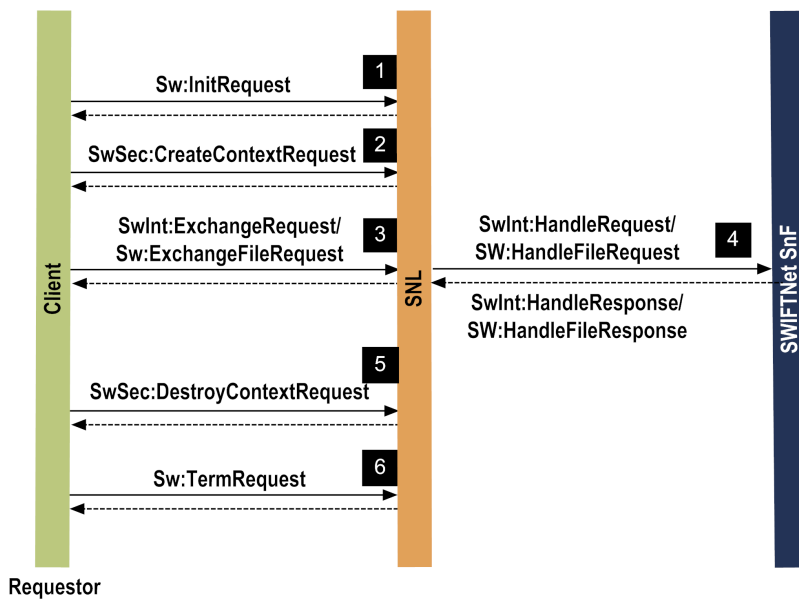 1
Sw:InitRequest
2
SwSec:CreateContextRequest
SwInt:ExchangeRequest/
Sw:ExchangeFileRequest
3
SwInt:HandleRequest/
SW:HandleFileRequest
4
SwInt:HandleResponse/
SW:HandleFileResponse
Client
SNL
SWIFTNet SnF
5
SwSec:DestroyContextRequest
6
Sw:TermRequest
Requestor